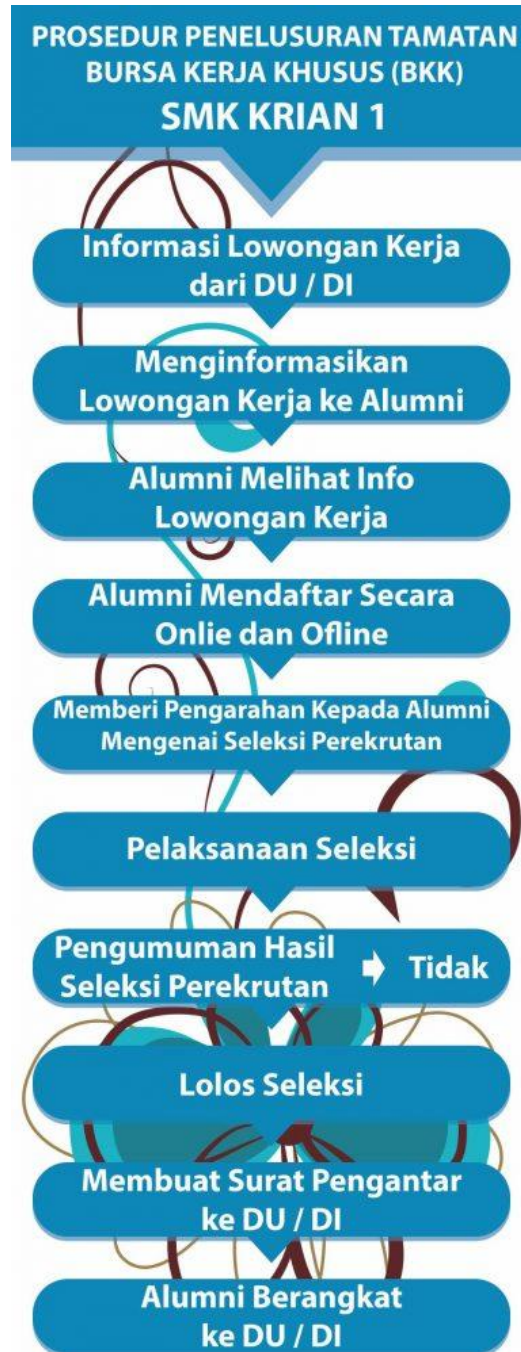 PROSEDUR PENELUSURAN TAMATAN
BURSA KERJA KHUSUS (BKK)
SMK KRIAN 1
Informasi Lowongan Kerja
dari DU / DI
Menginformasikan
Lowongan Kerja ke Alumni
Alumni Melihat Info
Lowongan Kerja
Alumni Mendaftar Secara
Onlie dan Ofline
Memberi Pengarahan Kepada Alumni
Mengenai Seleksi Perekrutan
Pelaksanaan Seleksi
Pengumuman Hasil
Seleksi Perekrutan
Tidak
Lolos Seleksi
Membuat Surat Pengantar
ke DU / DI
Alumni Berangkat
ke DU / DI